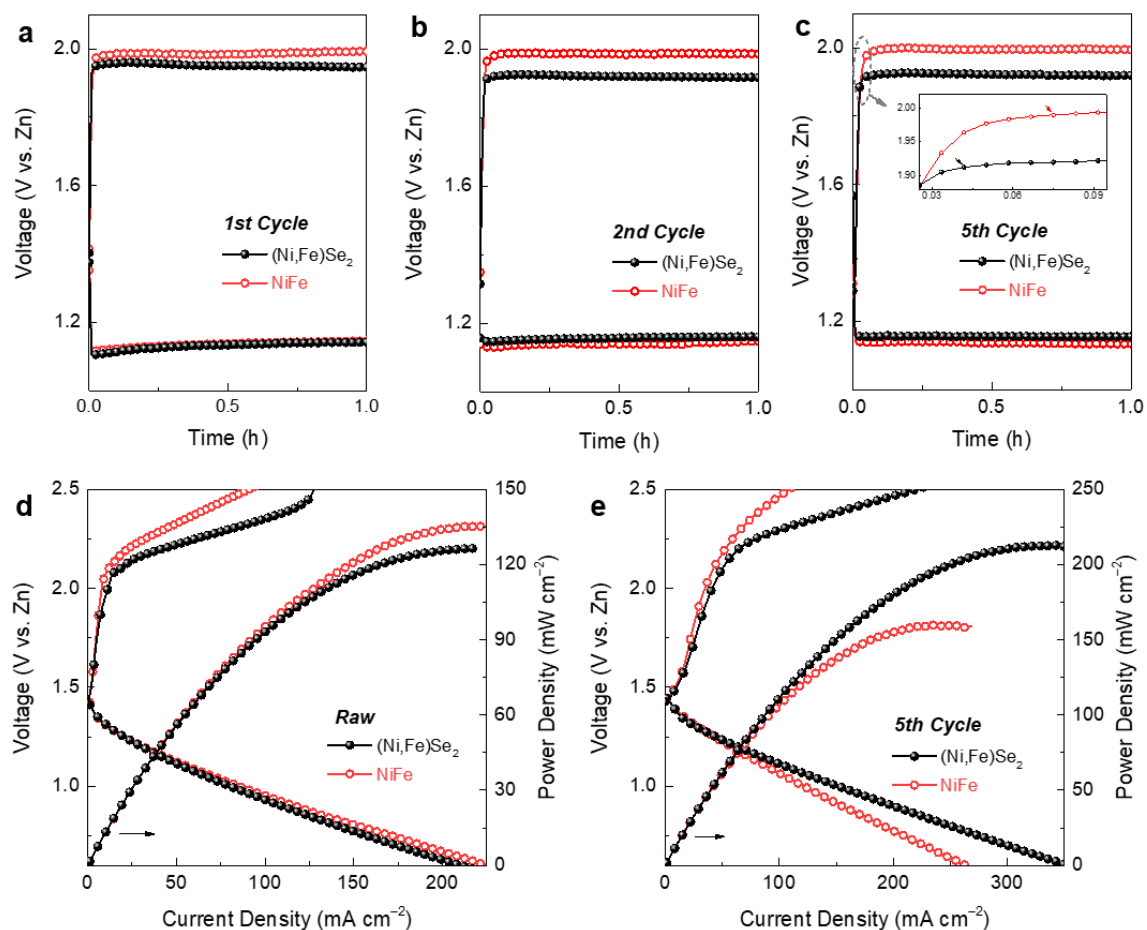 a
2.0
1.6
1.2
Voltage (V vs. Zn)
1st Cycle
(Ni,Fe)Se₂
NiFe
0.0 0.5 1.0
Time (h)
b
2.0
1.6
1.2
Voltage (V vs. Zn)
2nd Cycle
(Ni,Fe)Se₂
NiFe
0.0 0.5 1.0
Time (h)
c
2.0
1.6
1.2
Voltage (V vs. Zn)
2.00
1.95
1.90
0.03 0.06 0.09
5th Cycle
(Ni,Fe)Se₂
NiFe
0.0 0.5 1.0
Time (h)
d
2.5
2.0
1.5
1.0
Voltage (V vs. Zn)
150
120
90
60
30
0
Power Density (mW cm⁻²)
Raw
(Ni,Fe)Se₂
NiFe
0 50 100 150 200
Current Density (mA cm⁻²)
e
2.5
2.0
1.5
1.0
Voltage (V vs. Zn)
250
200
150
100
50
0
Power Density (mW cm⁻²)
5th Cycle
(Ni,Fe)Se₂
NiFe
0 100 200 300
Current Density (mA cm⁻²)